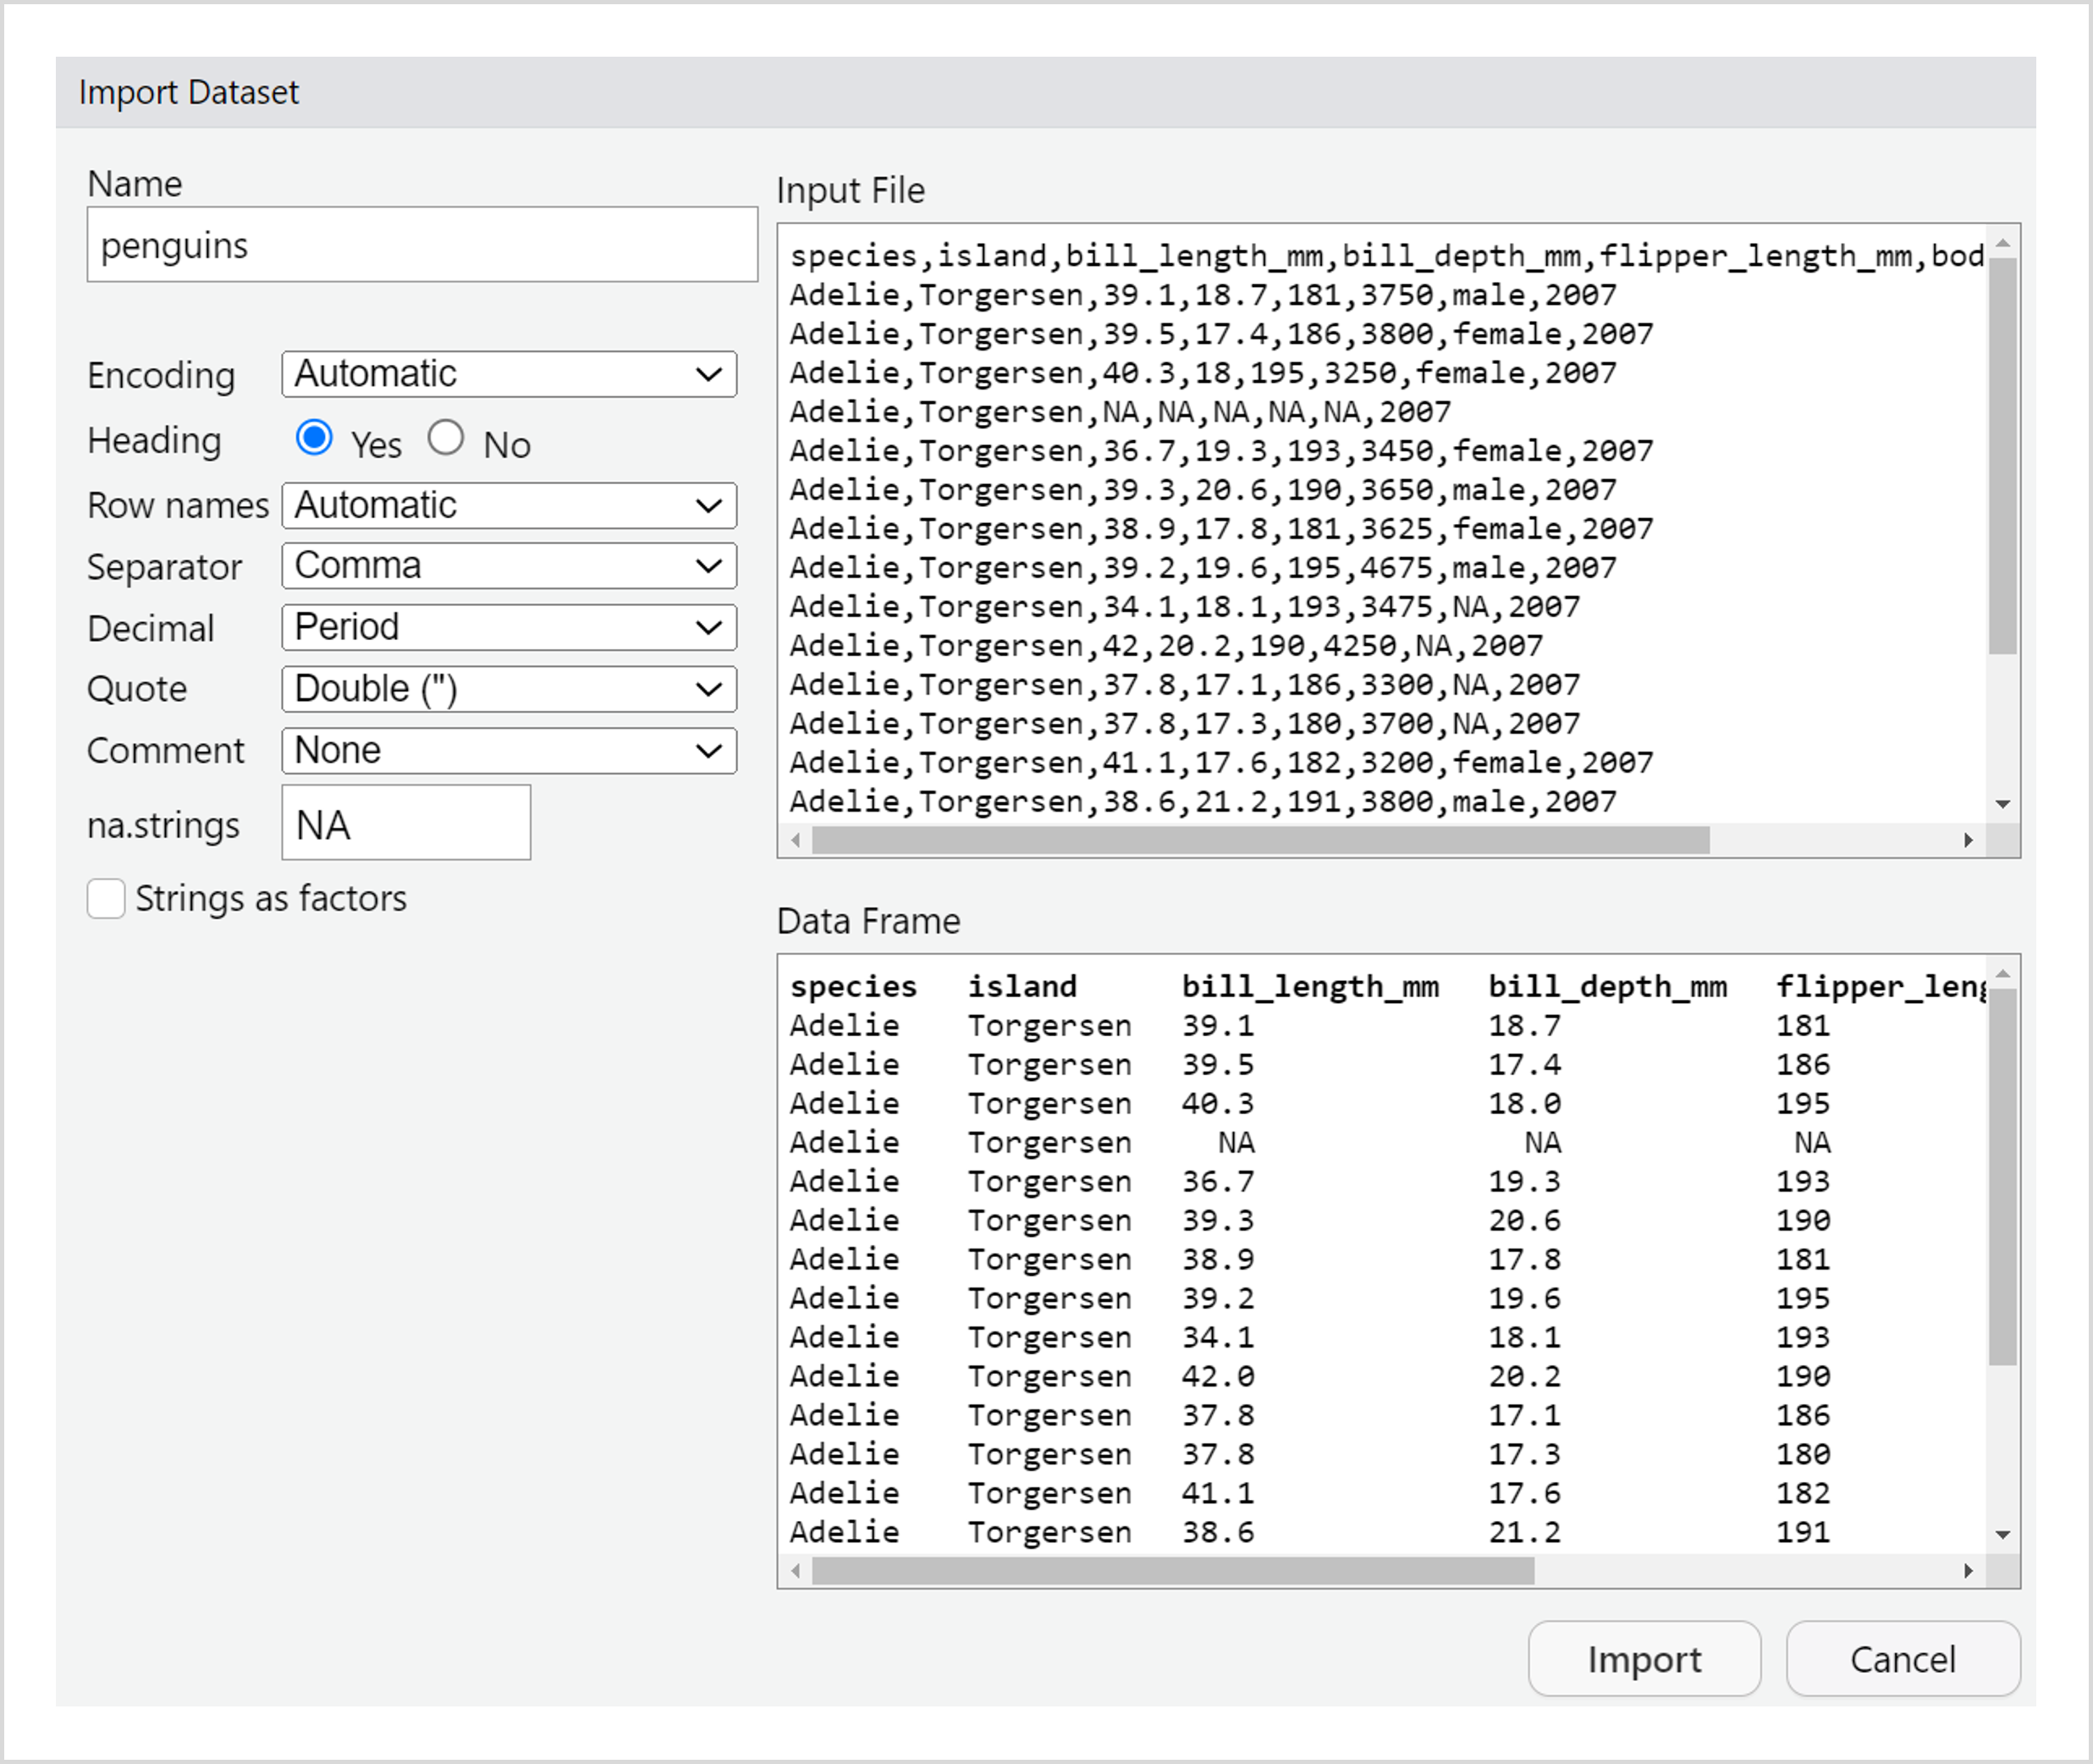 Import Dataset
Name
penguins
Encoding Automatic
Heading Yes No
Row names Automatic
Separator Comma
Decimal Period
Quote Double (")
Comment None
na.strings NA
Strings as factors
Input File
species,island,bill_length_mm,bill_depth_mm,flipper_length_mm,bod
Adelie,Torgersen,39.1,18.7,181,3750,male,2007
Adelie,Torgersen,39.5,17.4,186,3800,female,2007
Adelie,Torgersen,40.3,18,195,3250,female,2007
Adelie,Torgersen,NA,NA,NA,NA,NA,2007
Adelie,Torgersen,36.7,19.3,193,3450,female,2007
Adelie,Torgersen,39.3,20.6,190,3650,male,2007
Adelie,Torgersen,38.9,17.8,181,3625,female,2007
Adelie,Torgersen,39.2,19.6,195,4675,male,2007
Adelie,Torgersen,34.1,18.1,193,3475,NA,2007
Adelie,Torgersen,42,20.2,190,4250,NA,2007
Adelie,Torgersen,37.8,17.1,186,3300,NA,2007
Adelie,Torgersen,37.8,17.3,180,3700,NA,2007
Adelie,Torgersen,41.1,17.6,182,3200,female,2007
Adelie,Torgersen,38.6,21.2,191,3800,male,2007
Data Frame
species island bill_length_mm bill_depth_mm flipper_leng
Adelie Torgersen 39.1 18.7 181
Adelie Torgersen 39.5 17.4 186
Adelie Torgersen 40.3 18.0 195
Adelie Torgersen NA NA NA
Adelie Torgersen 36.7 19.3 193
Adelie Torgersen 39.3 20.6 190
Adelie Torgersen 38.9 17.8 181
Adelie Torgersen 39.2 19.6 195
Adelie Torgersen 34.1 18.1 193
Adelie Torgersen 42.0 20.2 190
Adelie Torgersen 37.8 17.1 186
Adelie Torgersen 37.8 17.3 180
Adelie Torgersen 41.1 17.6 182
Adelie Torgersen 38.6 21.2 191
Import Cancel